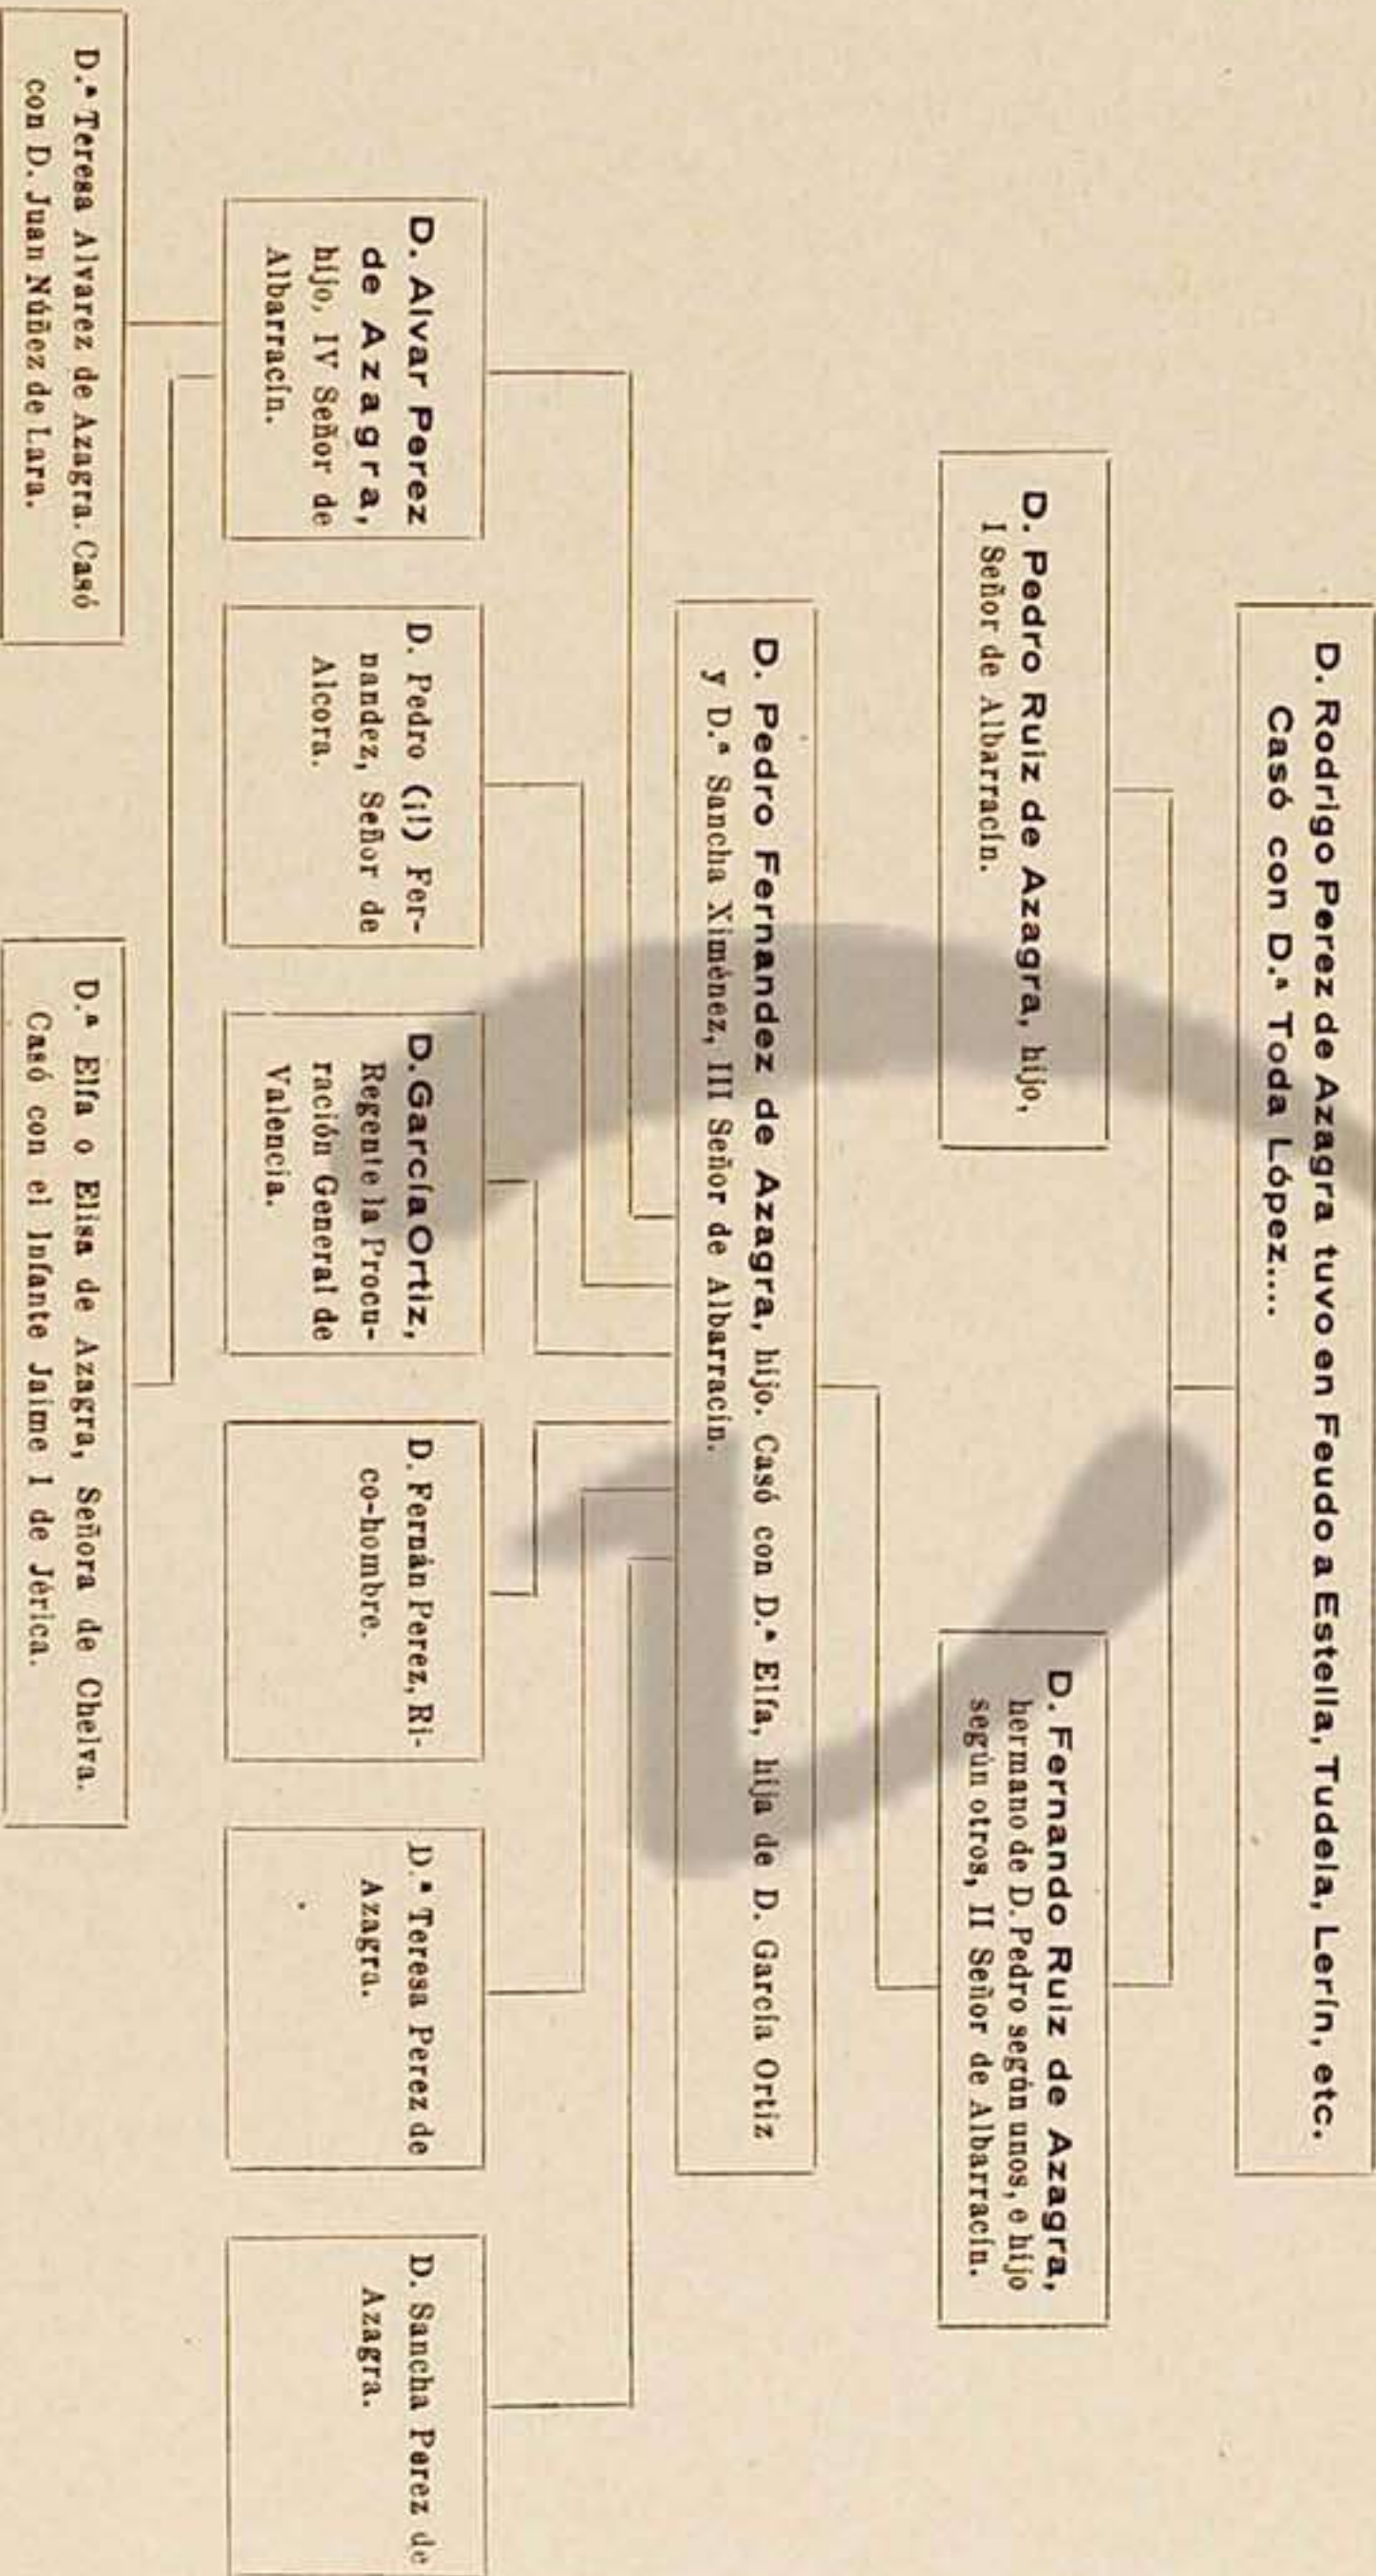 D. Rodrigo Perez de Azagra tuvo en Feudo a Estella, Tudela, Lerín, etc.
Casó con D.ª Toda López....
D. Pedro Ruiz de Azagra, hijo,
I Señor de Albarracín.
D. Fernando Ruiz de Azagra,
hermano de D. Pedro según unos, e hijo
según otros, II Señor de Albarracín.
D. Pedro Fernandez de Azagra, hijo. Casó con D.ª Elfa, hija de D. García Ortiz
y D.ª Sancha Ximénez, III Señor de Albarracín.
D. Alvar Perez
de Azagra,
hijo, IV Señor de
Albarracín.
D. Pedro (¡!) Fer-
nandez, Señor de
Alcora.
D. García Ortiz,
Regente la Procu-
ración General de
Valencia.
D. Fernán Perez, Ri-
co-hombre.
D.ª Teresa Perez de
Azagra.
D. Sancha Perez de
Azagra.
D.ª Teresa Alvarez de Azagra. Casó
con D. Juan Núñez de Lara.
D.ª Elfa o Elisa de Azagra, Señora de Chelva.
Casó con el Infante Jaime I de Jérica.